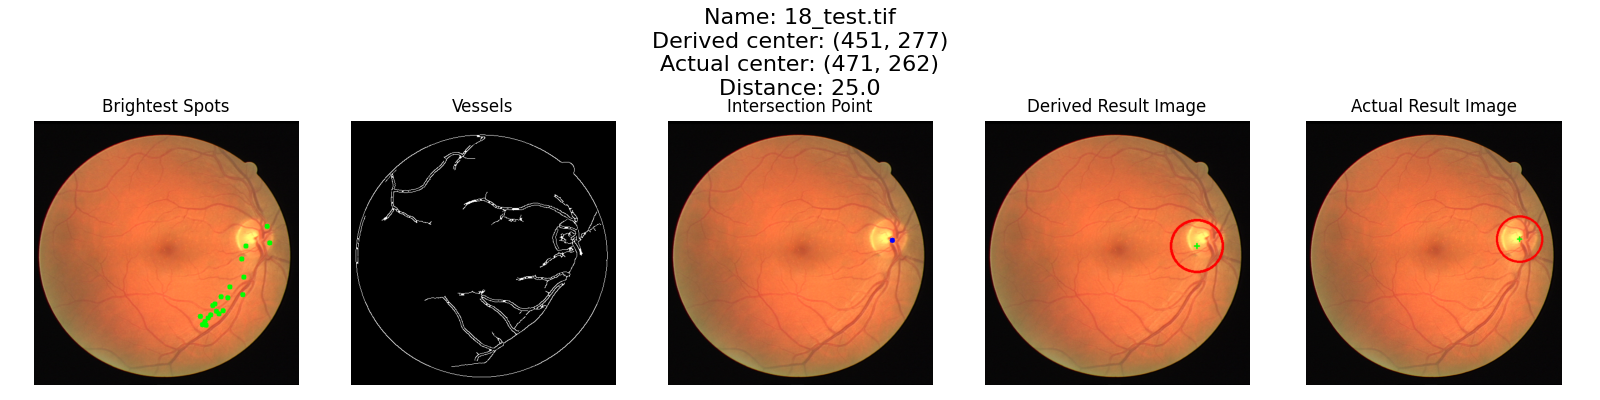 Name: 18_test.tif
Derived center: (451, 277)
Actual center: (471, 262)
Distance: 25.0
Brightest Spots
Vessels
Intersection Point
Derived Result Image
Actual Result Image